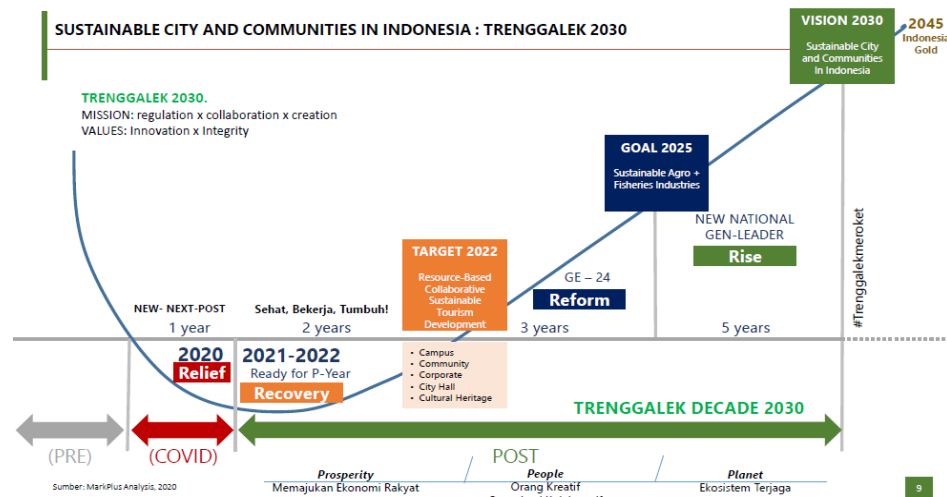 SUSTAINABLE CITY AND COMMUNITIES IN INDONESIA : TRENGGALEK 2030
VISION 2030
Sustainable City
and Communities
In Indonesia
2045
Indonesia
Gold
TRENGGALEK 2030.
MISSION: regulation x collaboration x creation
VALUES: Innovation x Integrity
GOAL 2025
Sustainable Agro +
Fisheries Industries
NEW NATIONAL
GEN-LEADER
Rise
#Trenggalekmeroket
TARGET 2022
Resource-Based
Collaborative
Sustainable
Tourism
Development
GE – 24
Reform
NEW- NEXT-POST
1 year
Sehat, Bekerja, Tumbuh!
2 years
3 years
5 years
2020
Relief
2021-2022
Ready for P-Year
Recovery
• Campus
• Community
• Corporate
• City Hall
• Cultural Heritage
TRENGGALEK DECADE 2030
(PRE)
(COVID)
POST
Prosperity
Memajukan Ekonomi Rakyat
People
Orang Kreatif
Planet
Ekosistem Terjaga
Sumber: MarkPlus Analysis, 2020
9